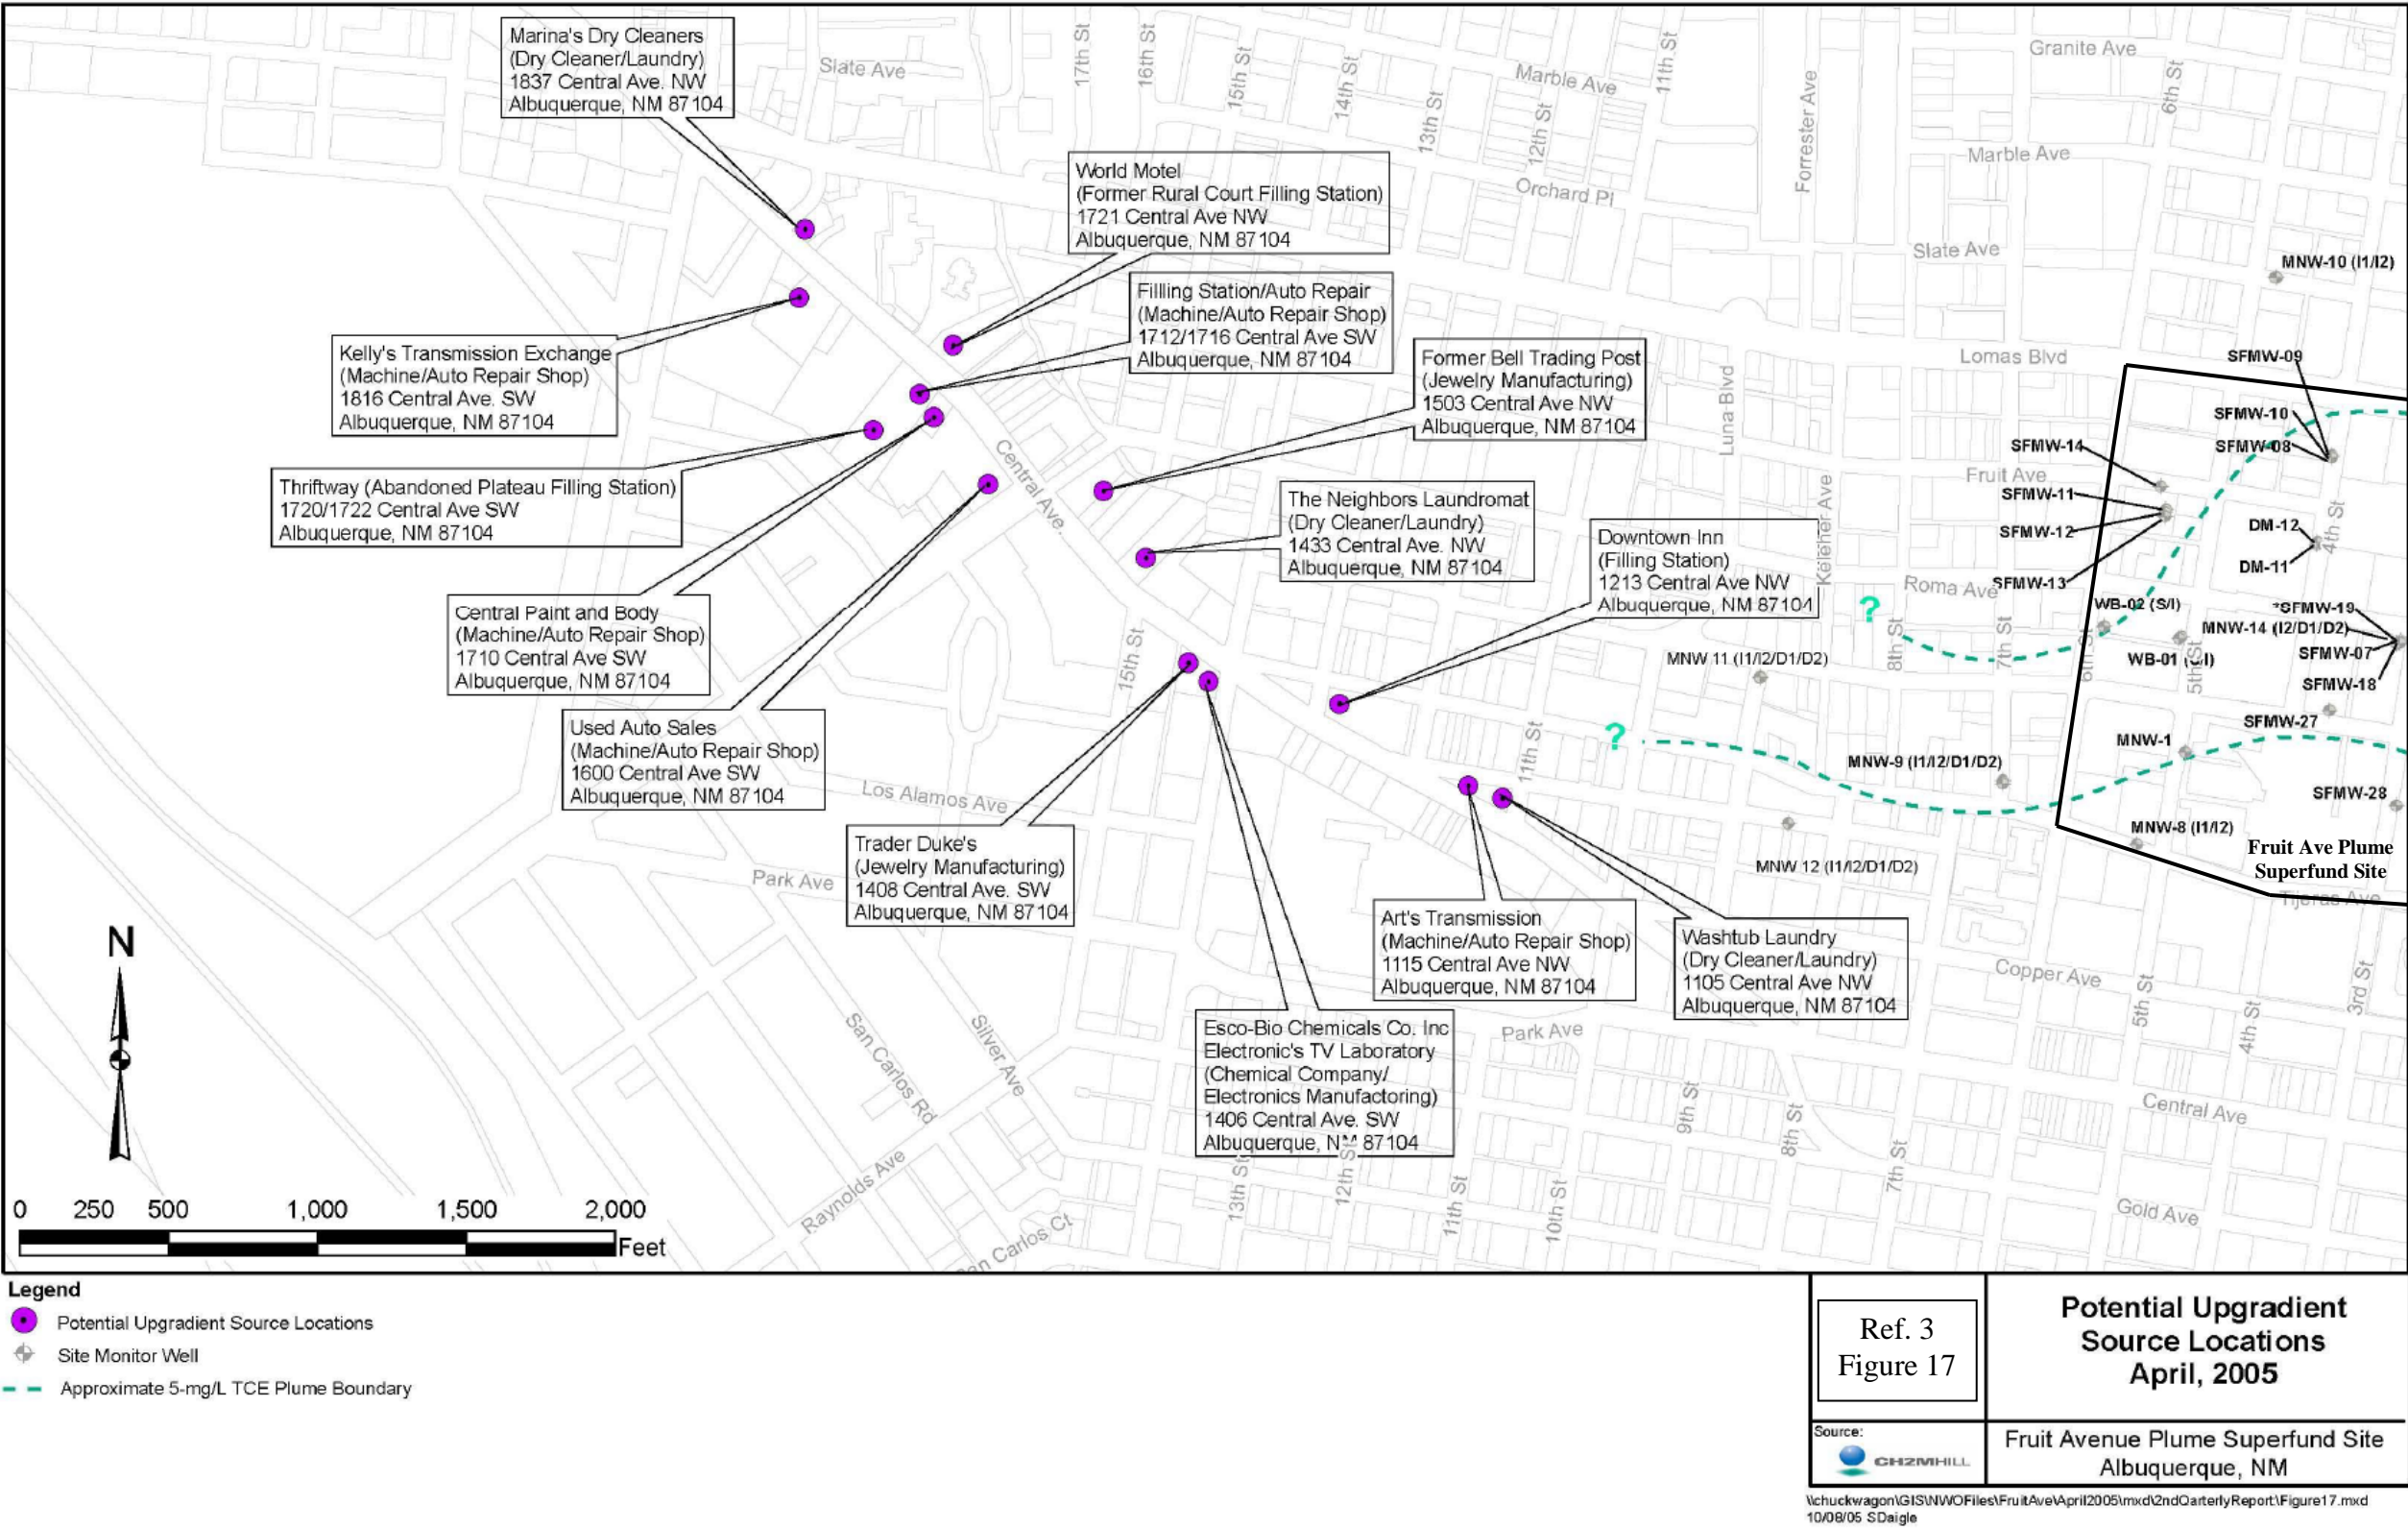 Marina's Dry Cleaners
(Dry Cleaner/Laundry)
1837 Central Ave. NW
Albuquerque, NM 87104
World Motel
(Former Rural Court Filling Station)
1721 Central Ave NW
Albuquerque, NM 87104
Fillling Station/Auto Repair
(Machine/Auto Repair Shop)
1712/1716 Central Ave SW
Albuquerque, NM 87104
Kelly's Transmission Exchange
(Machine/Auto Repair Shop)
1816 Central Ave. SW
Albuquerque, NM 87104
Former Bell Trading Post
(Jewelry Manufacturing)
1503 Central Ave NW
Albuquerque, NM 87104
Thriftway (Abandoned Plateau Filling Station)
1720/1722 Central Ave SW
Albuquerque, NM 87104
The Neighbors Laundromat
(Dry Cleaner/Laundry)
1433 Central Ave. NW
Albuquerque, NM 87104
Downtown Inn
(Filling Station)
1213 Central Ave NW
Albuquerque, NM 87104
Central Paint and Body
(Machine/Auto Repair Shop)
1710 Central Ave SW
Albuquerque, NM 87104
Used Auto Sales
(Machine/Auto Repair Shop)
1600 Central Ave SW
Albuquerque, NM 87104
Trader Duke's
(Jewelry Manufacturing)
1408 Central Ave. SW
Albuquerque, NM 87104
Art's Transmission
(Machine/Auto Repair Shop)
1115 Central Ave NW
Albuquerque, NM 87104
Washtub Laundry
(Dry Cleaner/Laundry)
1105 Central Ave NW
Albuquerque, NM 87104
Esco-Bio Chemicals Co. Inc
Electronic's TV Laboratory
(Chemical Company/
Electronics Manufactoring)
1406 Central Ave. SW
Albuquerque, NM 87104
Slate Ave
17th St
16th St
15th St
14th St
13th St
12th St
11th St
Marble Ave
Orchard Pl
Forrester Ave
Granite Ave
6th St
Marble Ave
Slate Ave
Lomas Blvd
Luna Blvd
Keleher Ave
Fruit Ave
Roma Ave
8th St
7th St
6th St
5th St
4th St
Central Ave.
15th St
11th St
Los Alamos Ave
Park Ave
San Carlos Rd
Silver Ave
Raynolds Ave
San Carlos Ct
13th St
12th St
11th St
10th St
9th St
8th St
7th St
Park Ave
Copper Ave
5th St
4th St
3rd St
Tijeras Ave
Central Ave
Gold Ave
MNW-10 (I1/I2)
SFMW-09
SFMW-10
SFMW-08
SFMW-14
SFMW-11
SFMW-12
SFMW-13
DM-12
DM-11
WB-02 (S/I)
*SFMW-19
MNW-14 (I2/D1/D2)
SFMW-07
WB-01 (S/I)
SFMW-18
SFMW-27
MNW 11 (I1/I2/D1/D2)
MNW-1
MNW-9 (I1/I2/D1/D2)
SFMW-28
MNW-8 (I1/I2)
MNW 12 (I1/I2/D1/D2)
?
?
Fruit Ave Plume
Superfund Site
N
0 250 500 1,000 1,500 2,000
Feet
Legend
Potential Upgradient Source Locations
Site Monitor Well
Approximate 5-mg/L TCE Plume Boundary
Ref. 3
Figure 17
Potential Upgradient
Source Locations
April, 2005
Source:
CH2MHILL
Fruit Avenue Plume Superfund Site
Albuquerque, NM
\\chuckwagon\GIS\NWOFiles\FruitAve\April2005\mxd\2ndQarterlyReport\Figure17.mxd
10/08/05 SDaigle